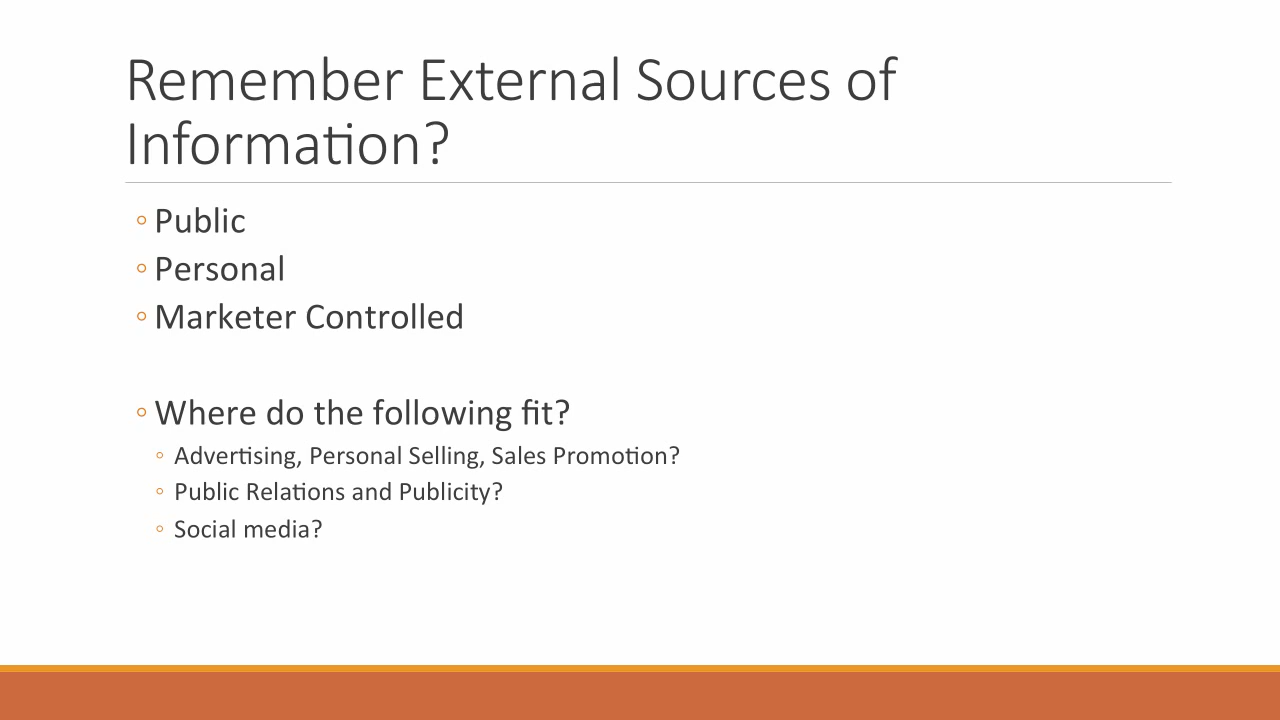 Remember External Sources of
Information?
◦ Public
◦ Personal
◦ Marketer Controlled
◦ Where do the following fit?
◦ Advertising, Personal Selling, Sales Promotion?
◦ Public Relations and Publicity?
◦ Social media?